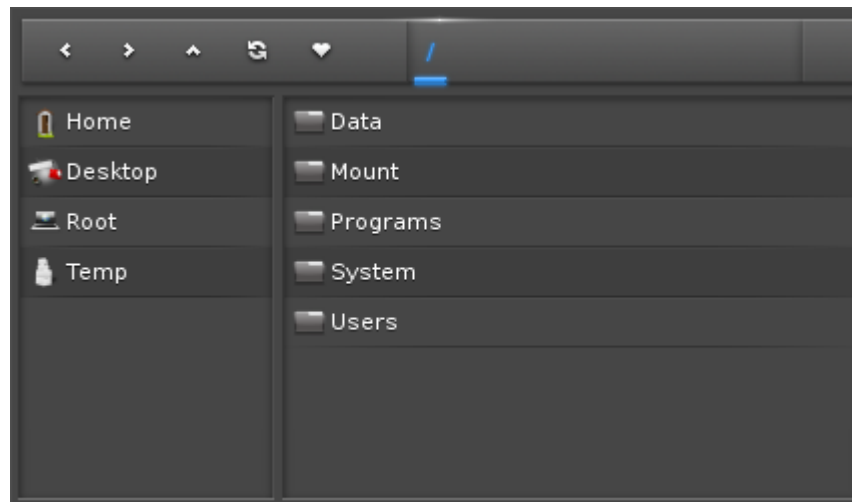 /
Home
Desktop
Root
Temp
Data
Mount
Programs
System
Users